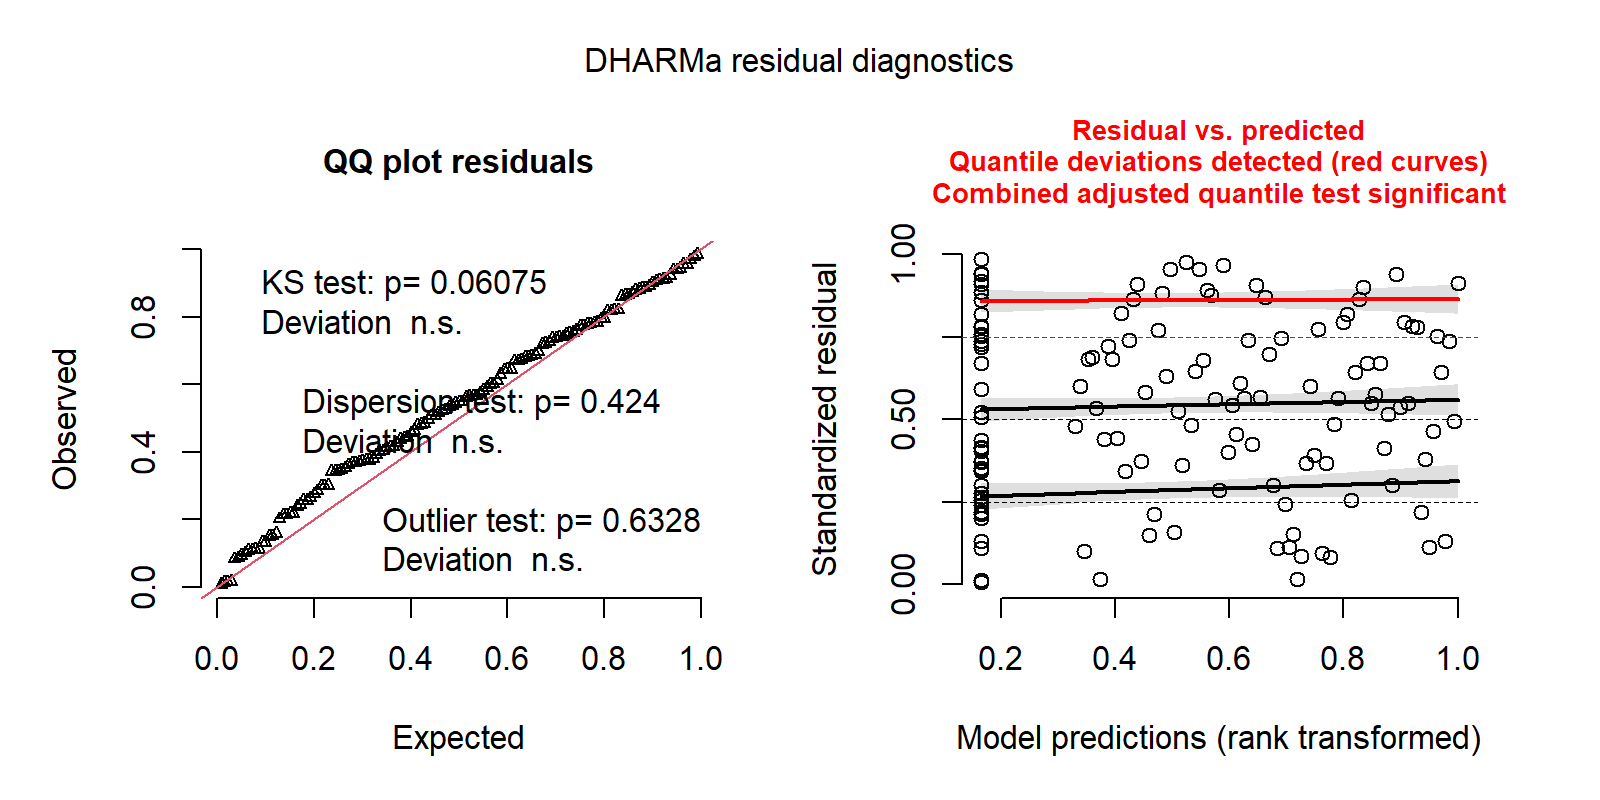 DHARMa residual diagnostics
QQ plot residuals
KS test: p= 0.06075
Deviation n.s.
Dispersion test: p= 0.424
Deviation n.s.
Outlier test: p= 0.6328
Deviation n.s.
Observed
0.0
0.4
0.8
0.0 0.2 0.4 0.6 0.8 1.0
Expected
Residual vs. predicted
Quantile deviations detected (red curves)
Combined adjusted quantile test significant
Standardized residual
0.00
0.50
1.00
0.2 0.4 0.6 0.8 1.0
Model predictions (rank transformed)